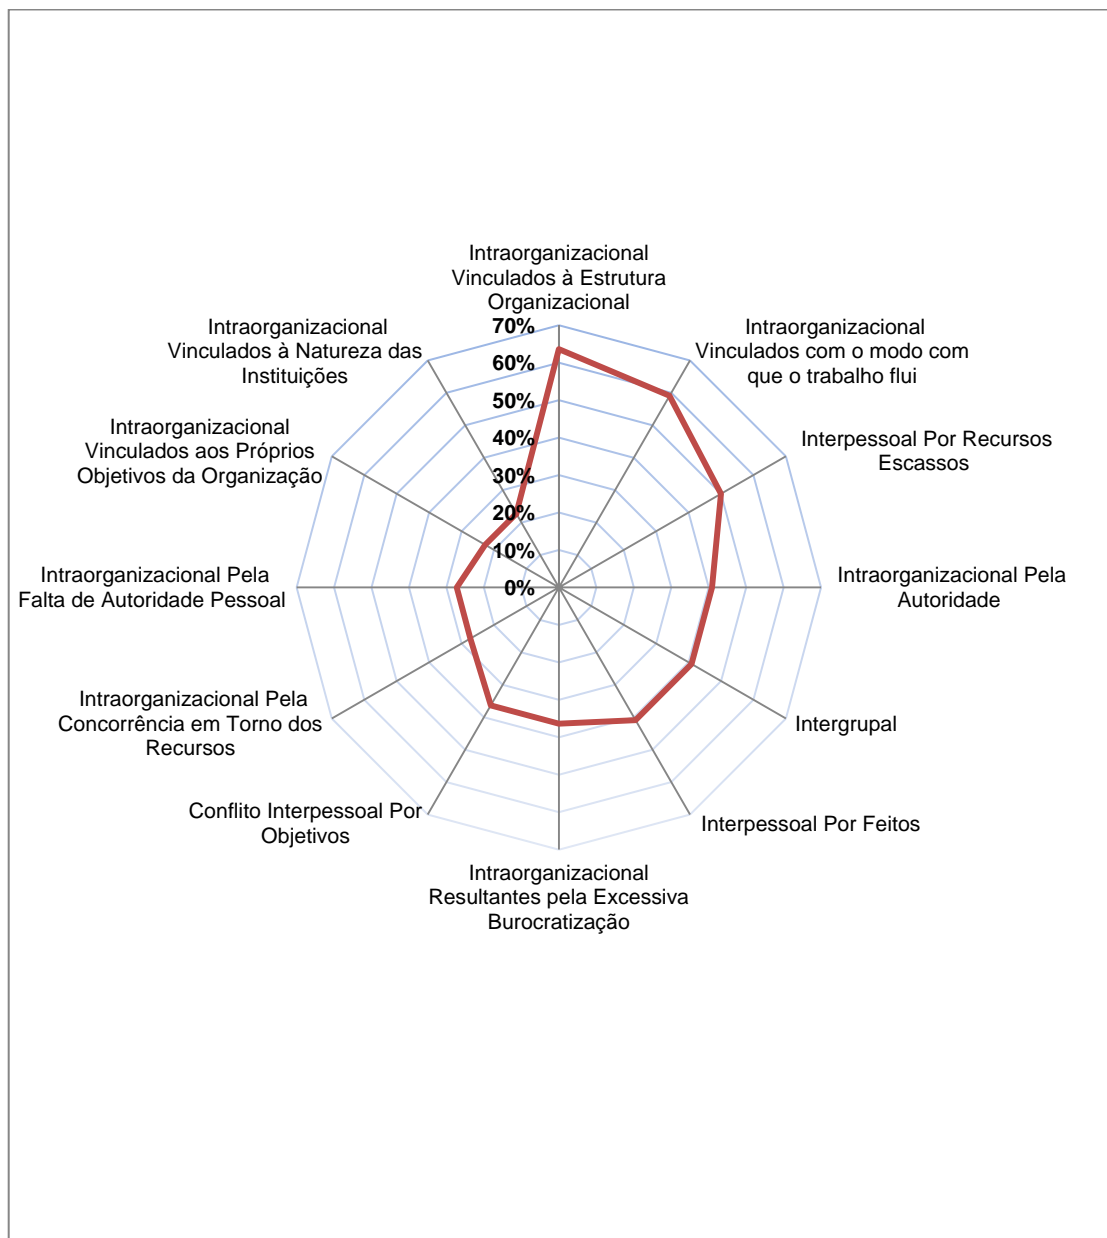 Intraorganizacional
Vinculados à Estrutura
Organizacional
Intraorganizacional
Vinculados com o modo com
que o trabalho flui
Interpessoal Por Recursos
Escassos
Intraorganizacional Pela
Autoridade
Intergrupal
Interpessoal Por Feitos
Intraorganizacional
Resultantes pela Excessiva
Burocratização
Conflito Interpessoal Por
Objetivos
Intraorganizacional Pela
Concorrência em Torno dos
Recursos
Intraorganizacional Pela
Falta de Autoridade Pessoal
Intraorganizacional
Vinculados aos Próprios
Objetivos da Organização
Intraorganizacional
Vinculados à Natureza das
Instituições
70%
60%
50%
40%
30%
20%
10%
0%